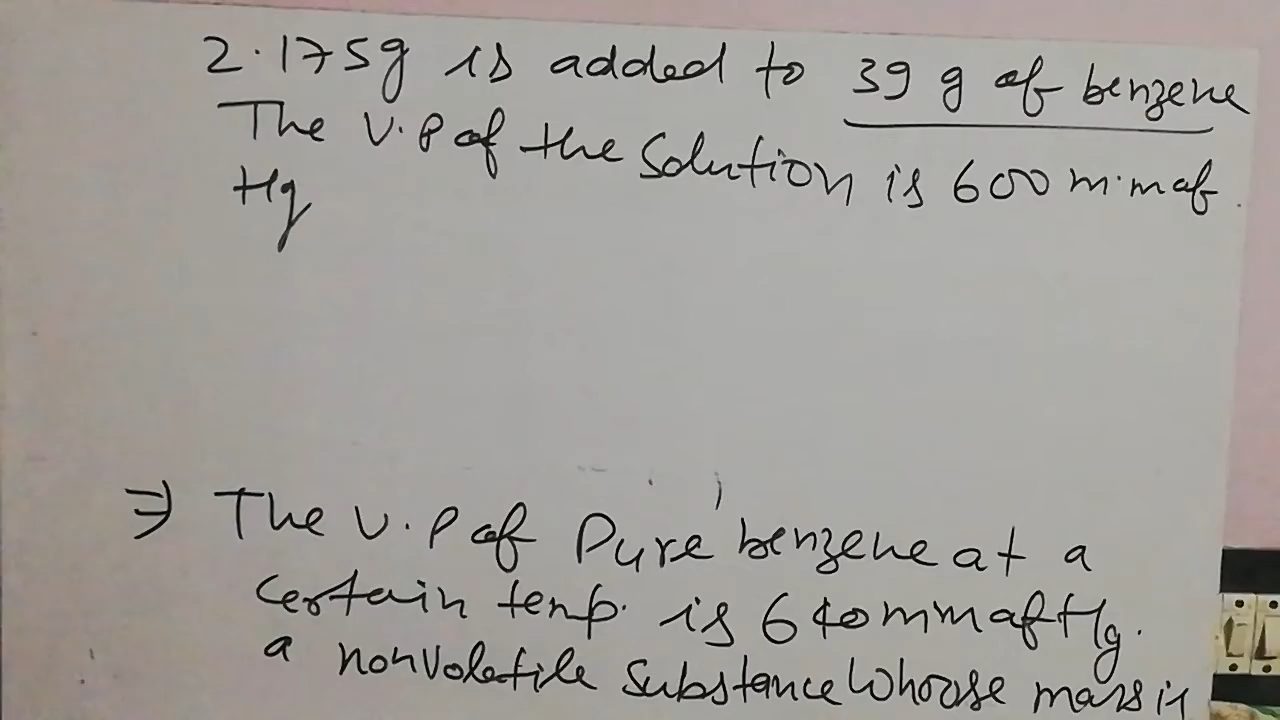 2.175g is added to 39 g of benzene
The V.P of the Solution is 600 m.m of
Hg
⇒ The V.P of Pure benzene at a
certain temp. is 640mm of Hg.
a nonvolatile Substance Whoose mass is